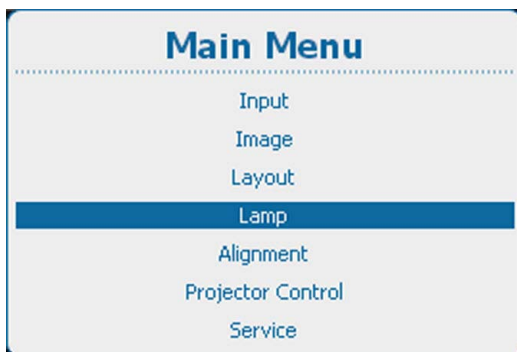 Main Menu
Input
Image
Layout
Lamp
Alignment
Projector Control
Service